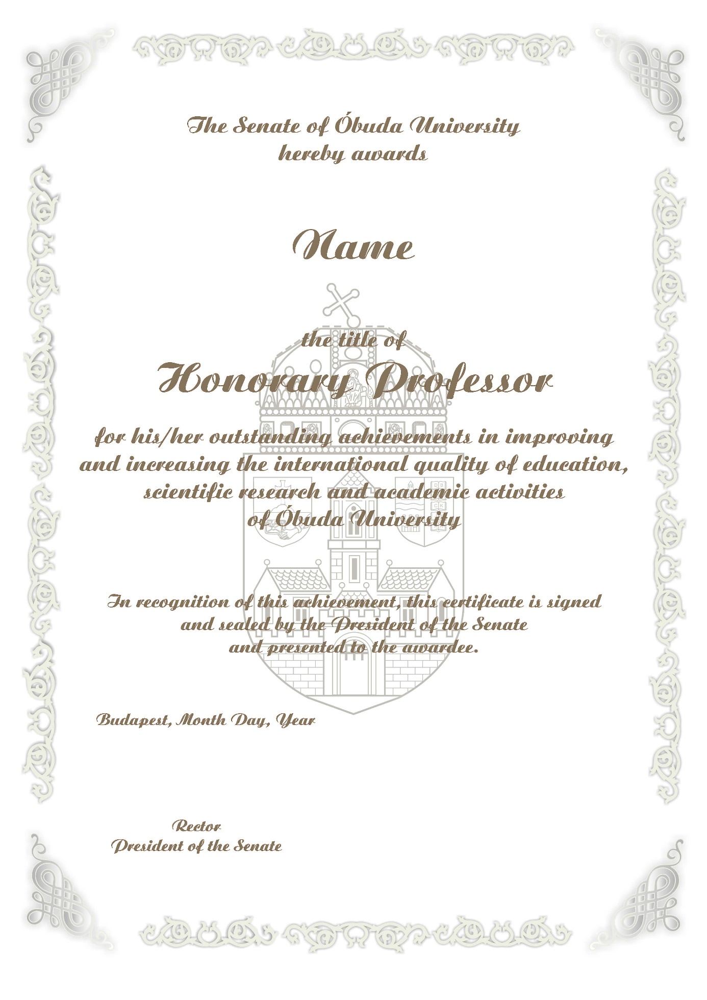 The Senate of Óbuda University
hereby awards
Name
the title of
Honorary Professor
for his/her outstanding achievements in improving
and increasing the international quality of education,
scientific research and academic activities
of Óbuda University
In recognition of this achievement, this certificate is signed
and sealed by the President of the Senate
and presented to the awardee.
Budapest, Month Day, Year
Rector
President of the Senate